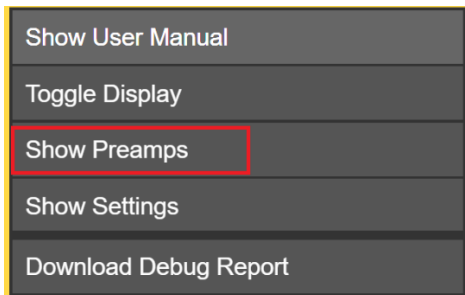 Show User Manual
Toggle Display
Show Preamps
Show Settings
Download Debug Report